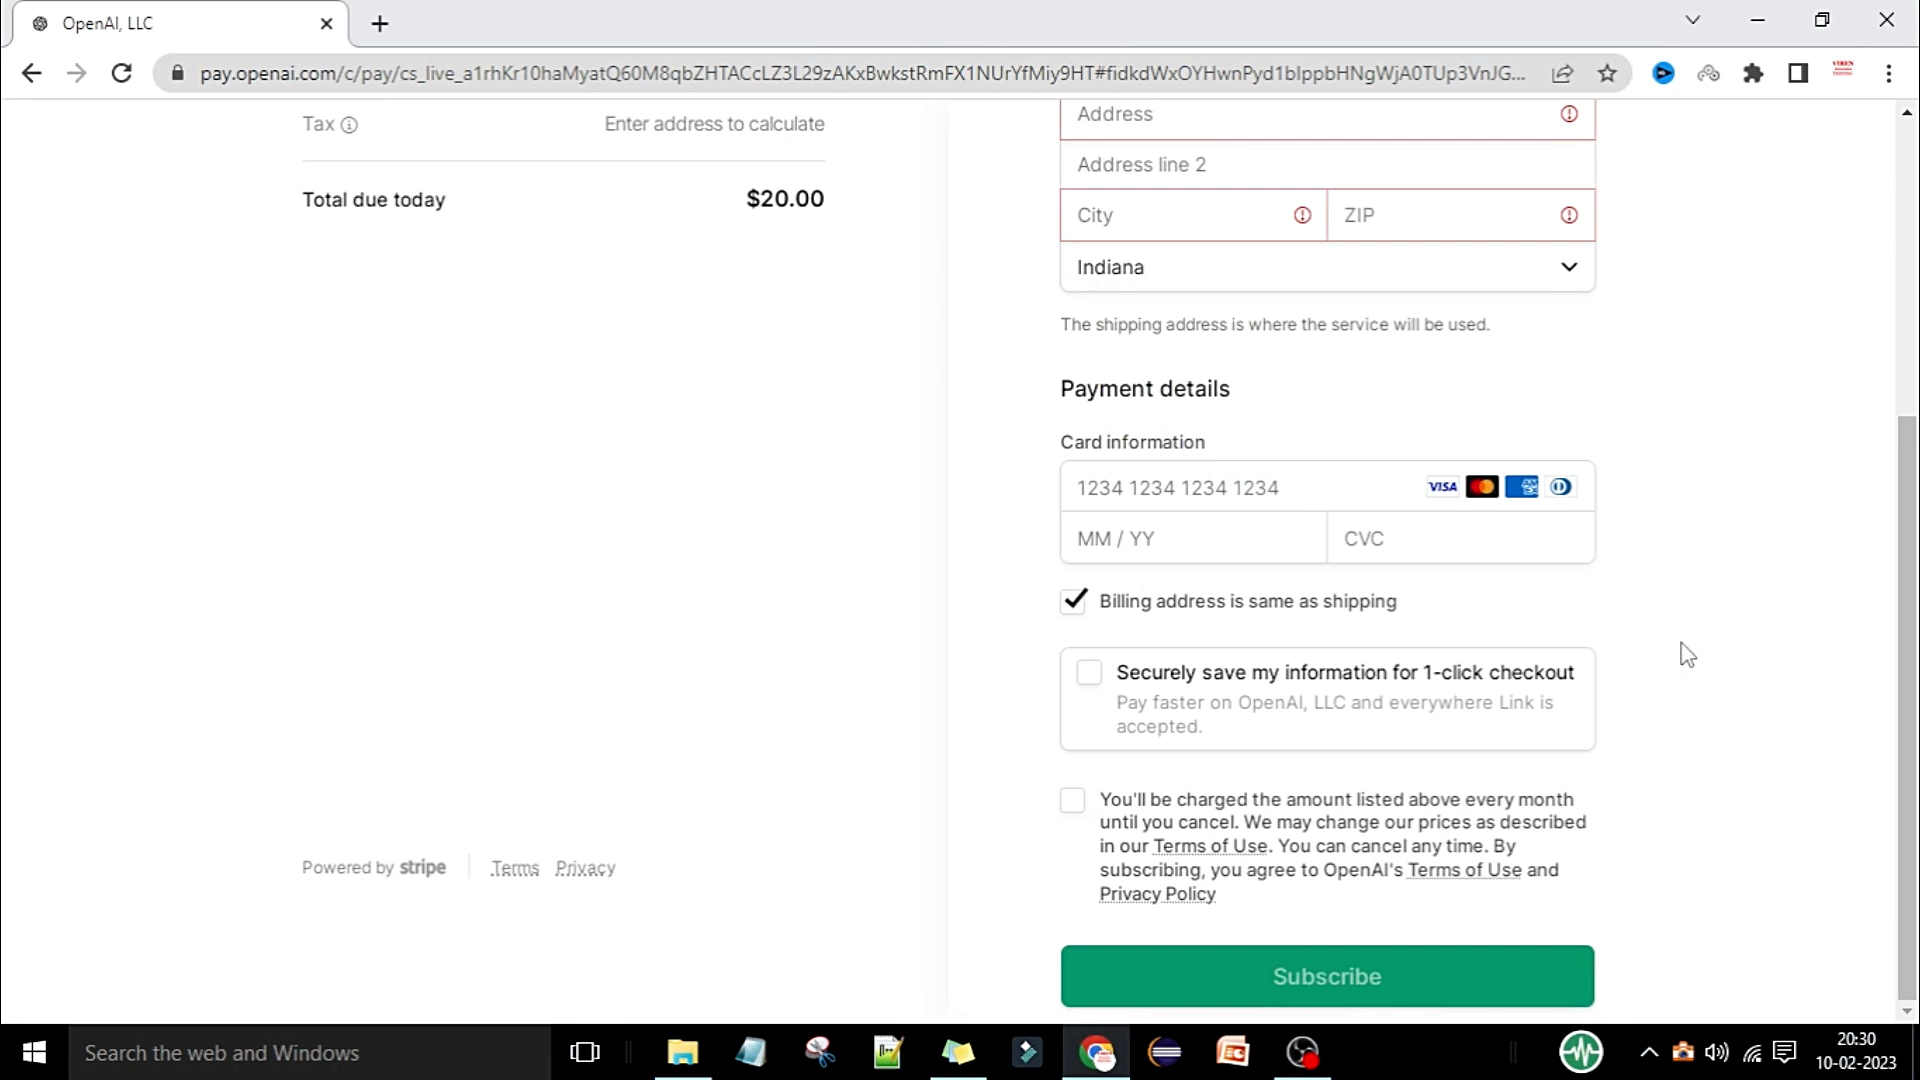 OpenAI, LLC
pay.openai.com/c/pay/cs_live_a1rhKr10haMyatQ60M8qbZHTACcLZ3L29zAKxBwkstRmFX1NUrYfMiy9HT#fidkdWxOYHwnPyd1blppbHNgWjA0TUp3VnJG...
VIREN
Tax
Enter address to calculate
Total due today
$20.00
Address
Address line 2
City
ZIP
Indiana
The shipping address is where the service will be used.
Payment details
Card information
1234 1234 1234 1234
VISA
MM / YY
CVC
Billing address is same as shipping
Securely save my information for 1-click checkout
Pay faster on OpenAI, LLC and everywhere Link is
accepted.
You'll be charged the amount listed above every month
until you cancel. We may change our prices as described
in our Terms of Use. You can cancel any time. By
subscribing, you agree to OpenAI's Terms of Use and
Privacy Policy
Subscribe
Powered by stripe
Terms Privacy
Search the web and Windows
20:30
10-02-2023